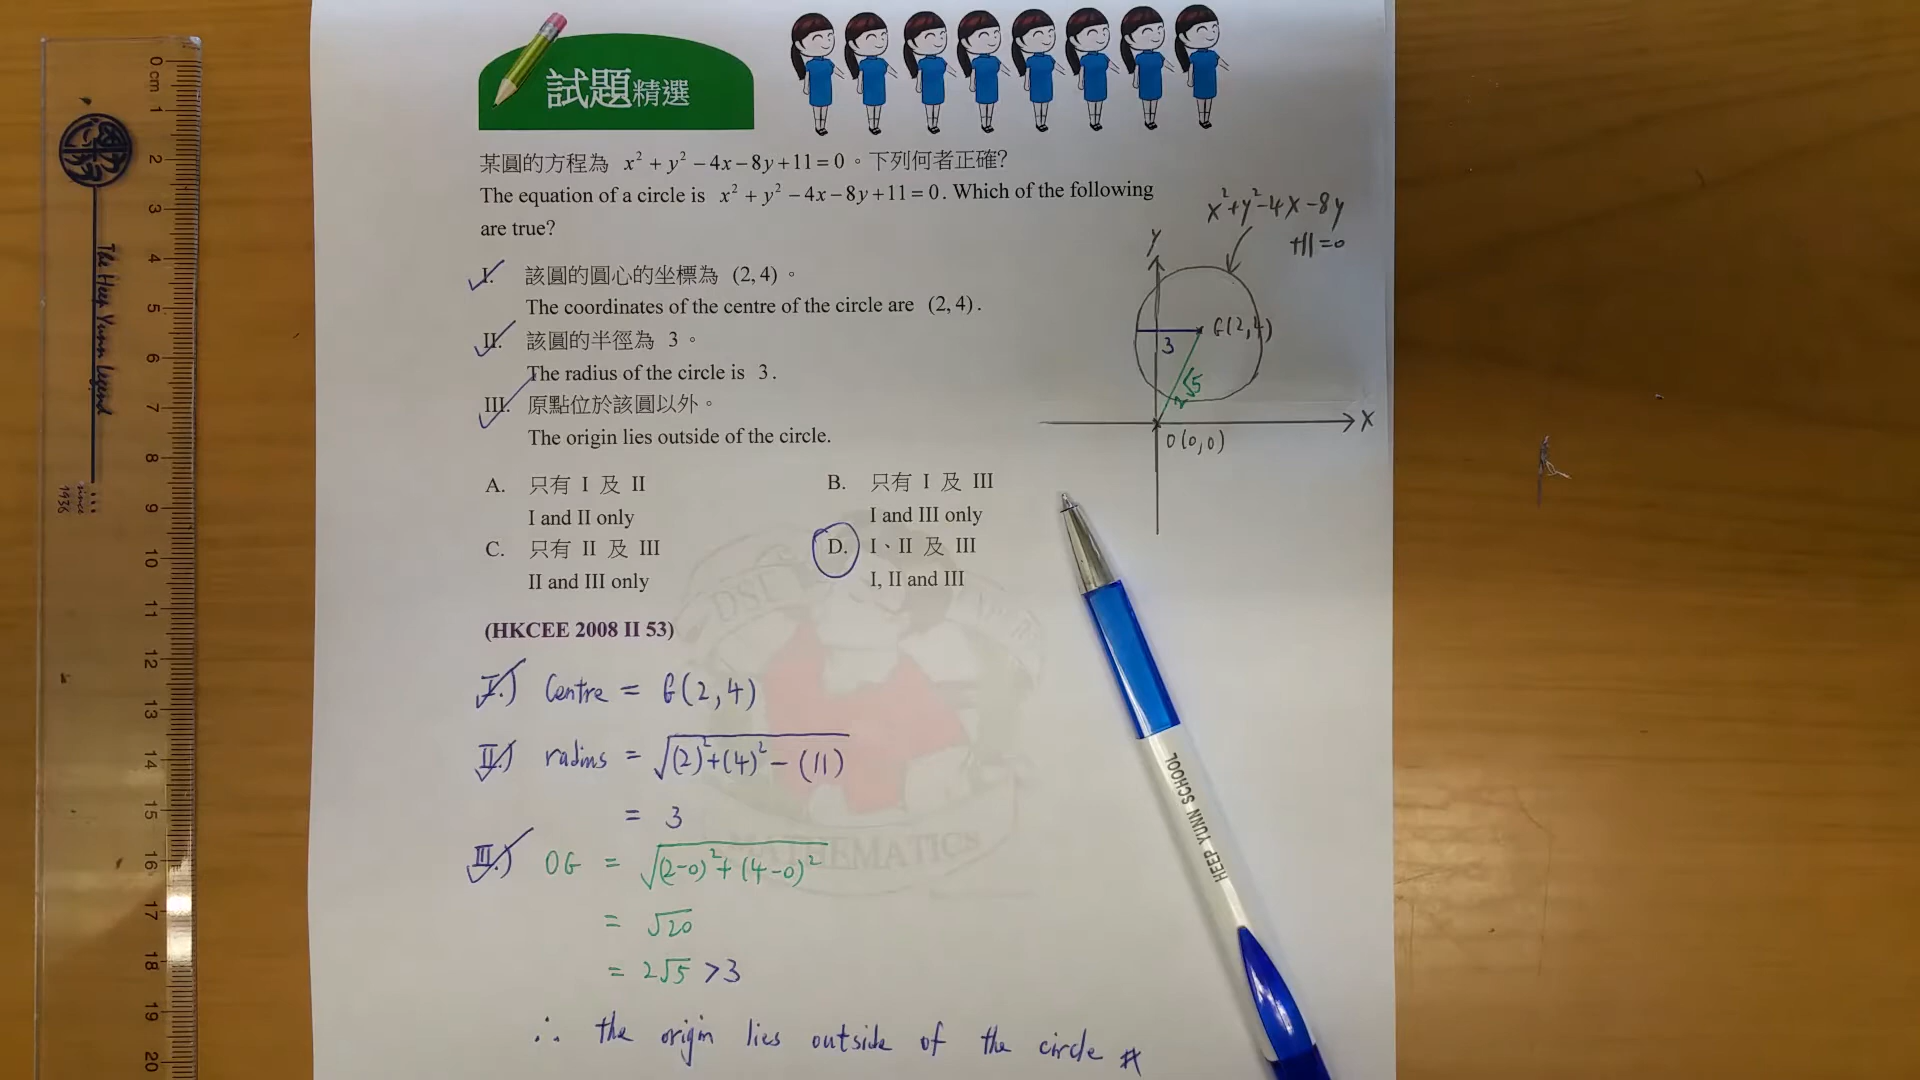 試題精選
某圓的方程為 x² + y² − 4x − 8y + 11 = 0。下列何者正確?
The equation of a circle is x² + y² − 4x − 8y + 11 = 0. Which of the following
are true?
I. 該圓的圓心的坐標為 (2, 4)。
The coordinates of the centre of the circle are (2, 4).
II. 該圓的半徑為 3。
The radius of the circle is 3.
III. 原點位於該圓以外。
The origin lies outside of the circle.
A. 只有 I 及 II
I and II only
B. 只有 I 及 III
I and III only
C. 只有 II 及 III
II and III only
D. I、II 及 III
I, II and III
(HKCEE 2008 II 53)
x²+y²-4x-8y
+11=0
y
G(2,4)
3
2√5
x
O(0,0)
I.) Centre = G(2,4)
II.) radius = √((2)²+(4)²-(11))
= 3
III.) OG = √((2-0)²+(4-0)²)
= √20
= 2√5 >3
∴ the origin lies outside of the circle #
MATHEMATICS
HEEP YUNN SCHOOL
The Heep Yunn Legend
since
1936
0 cm 1 2 3 4 5 6 7 8 9 10 11 12 13 14 15 16 17 18 19 20